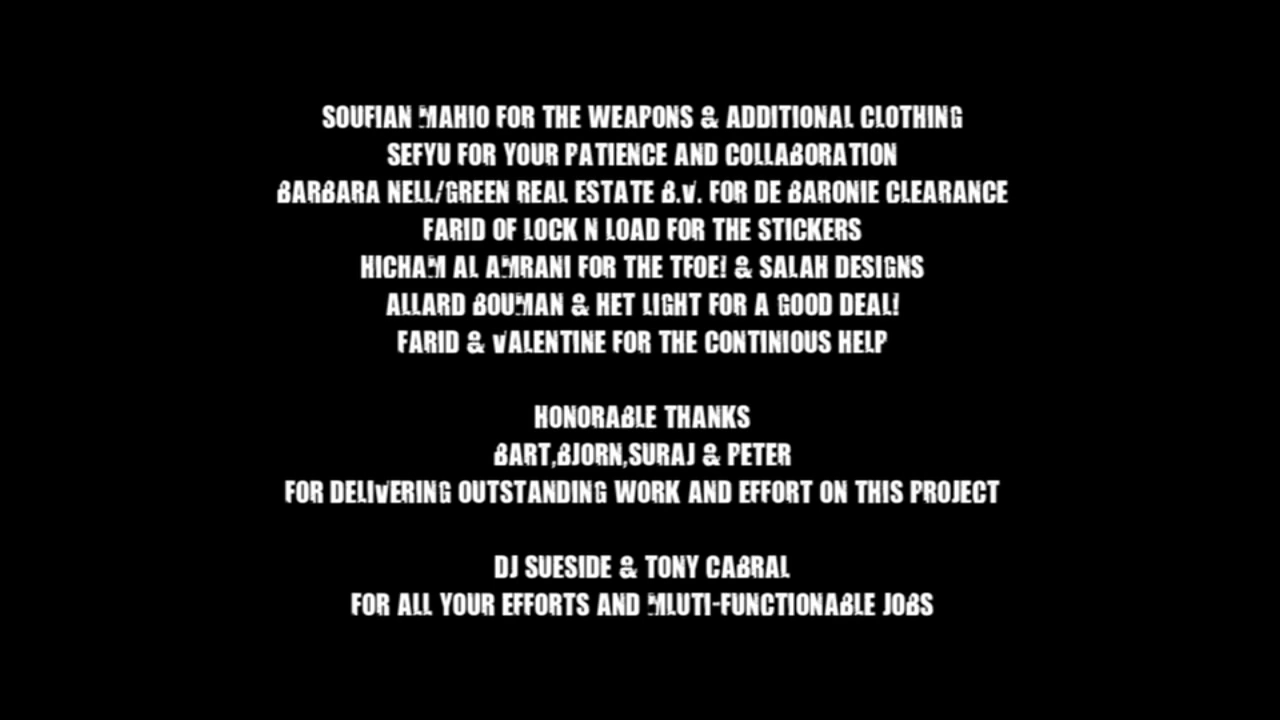 SOUFIAN MAHIO FOR THE WEAPONS & ADDITIONAL CLOTHING
SEFYU FOR YOUR PATIENCE AND COLLABORATION
BARBARA NELL/GREEN REAL ESTATE B.V. FOR DE BARONIE CLEARANCE
FARID OF LOCK N LOAD FOR THE STICKERS
HICHAM AL AMRANI FOR THE TFOE! & SALAH DESIGNS
ALLARD BOUMAN & HET LIGHT FOR A GOOD DEAL!
FARID & VALENTINE FOR THE CONTINIOUS HELP
HONORABLE THANKS
BART,BJORN,SURAJ & PETER
FOR DELIVERING OUTSTANDING WORK AND EFFORT ON THIS PROJECT
DJ SUESIDE & TONY CABRAL
FOR ALL YOUR EFFORTS AND MLUTI-FUNCTIONABLE JOBS